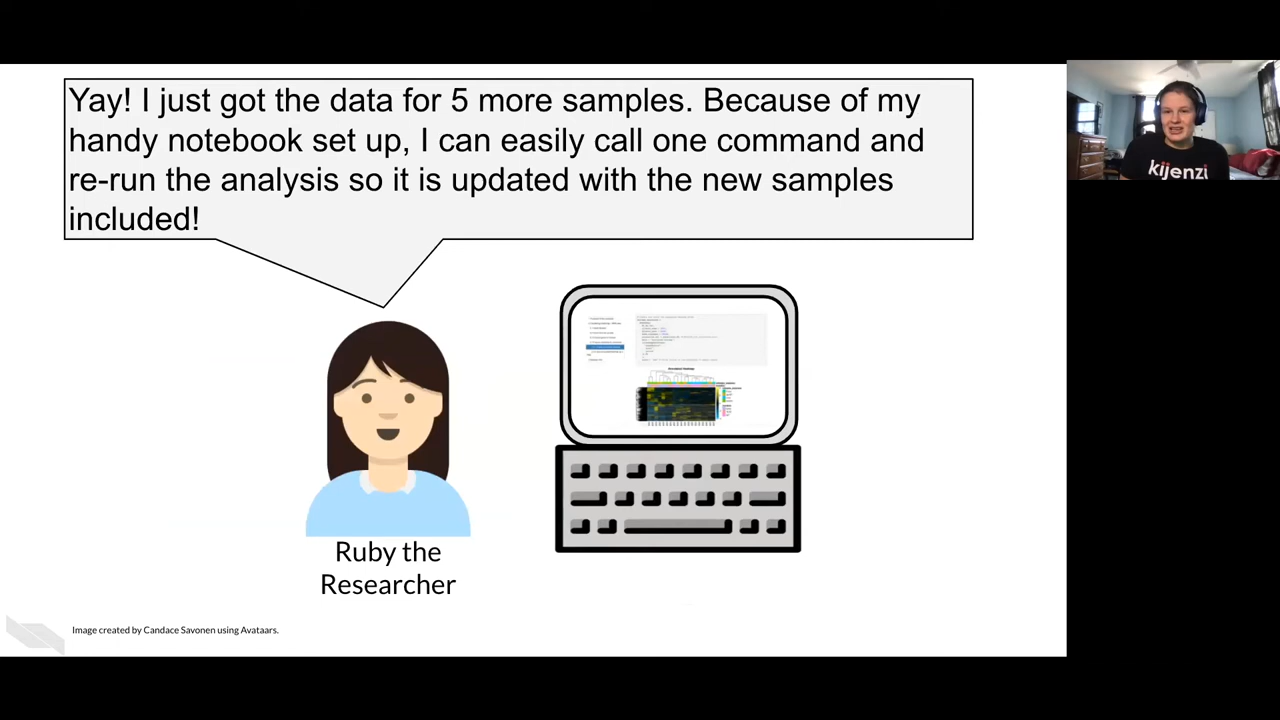 Yay! I just got the data for 5 more samples. Because of my
handy notebook set up, I can easily call one command and
re-run the analysis so it is updated with the new samples
included!
kijenzi
Ruby the
Researcher
Image created by Candace Savonen using Avataars.